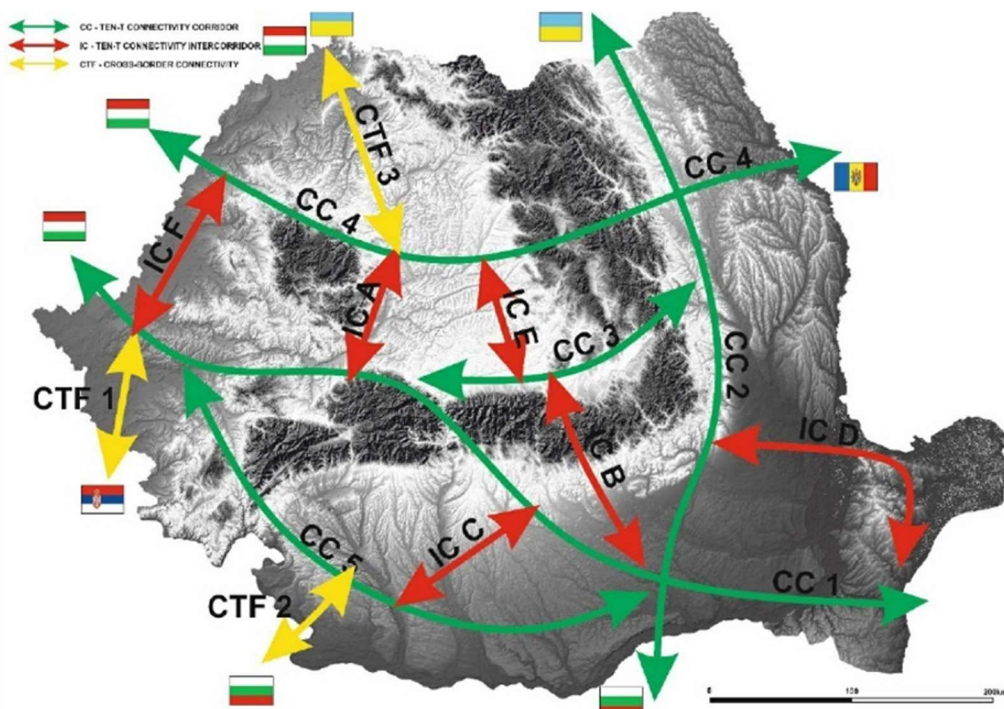 CC - TEN-T CONNECTIVITY CORRIDOR
IC - TEN-T CONNECTIVITY INTERCORRIDOR
CTF - CROSS-BORDER CONNECTIVITY
CTF 3
CC 4
CC 4
IC F
IC A
IC E
CC 3
CTF 1
CC 2
IC D
IC B
IC C
CC 5
CC 1
CTF 2
0
100
200km